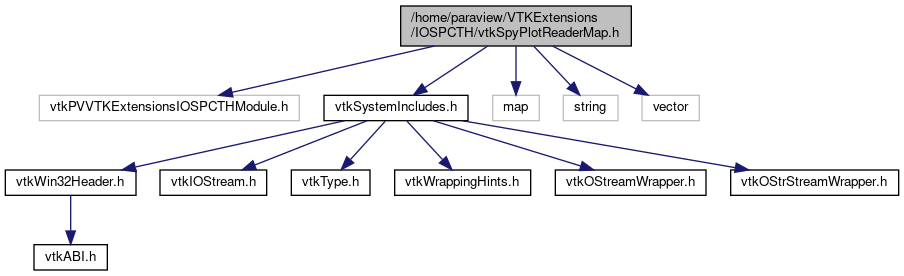 /home/paraview/VTKExtensions
/IOSPCTH/vtkSpyPlotReaderMap.h
vtkPVVTKExtensionsIOSPCTHModule.h
vtkSystemIncludes.h
map
string
vector
vtkWin32Header.h
vtkIOStream.h
vtkType.h
vtkWrappingHints.h
vtkOStreamWrapper.h
vtkOStrStreamWrapper.h
vtkABI.h